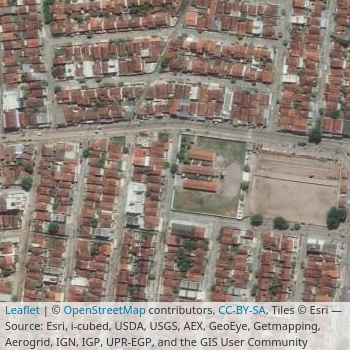 Leaflet | © OpenStreetMap contributors, CC-BY-SA, Tiles © Esri —
Source: Esri, i-cubed, USDA, USGS, AEX, GeoEye, Getmapping,
Aerogrid, IGN, IGP, UPR-EGP, and the GIS User Community